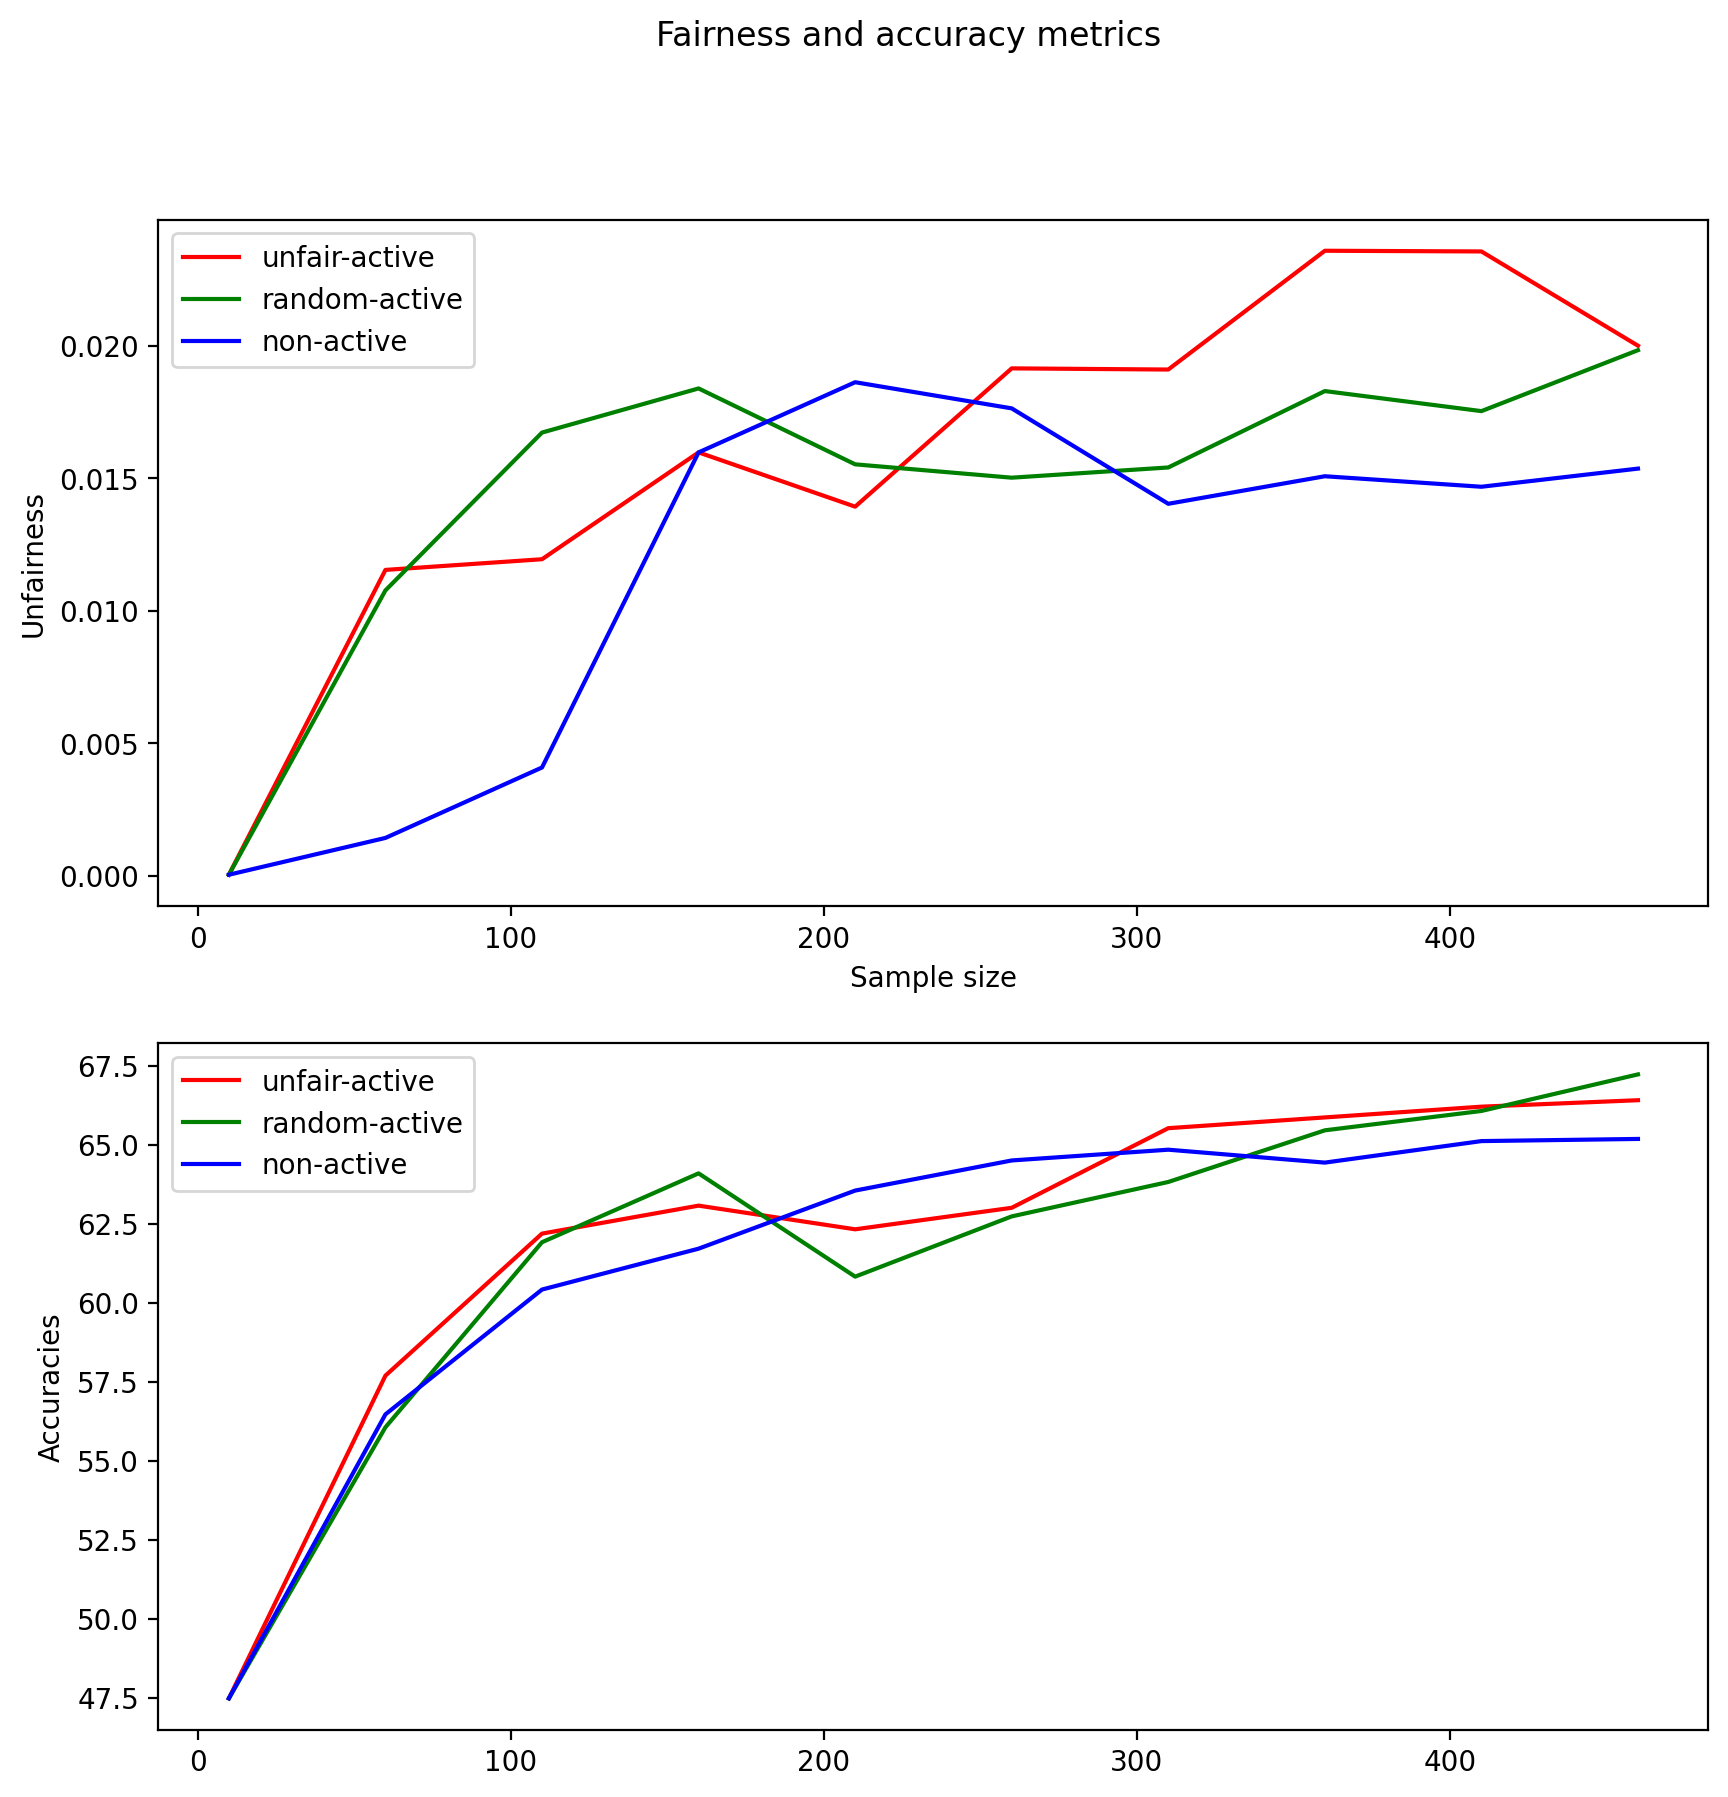 Fairness and accuracy metrics
unfair-active
random-active
non-active
0.020
0.015
0.010
0.005
0.000
Unfairness
0 100 200 300 400
Sample size
unfair-active
random-active
non-active
67.5
65.0
62.5
60.0
57.5
55.0
52.5
50.0
47.5
Accuracies
0 100 200 300 400